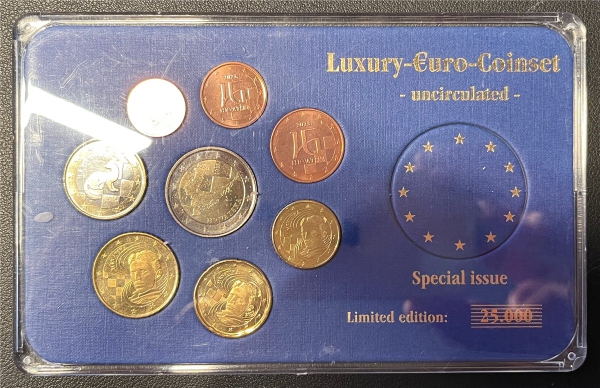 Luxury-Euro-Coinset
- uncirculated -
Special issue
Limited edition: 25.000